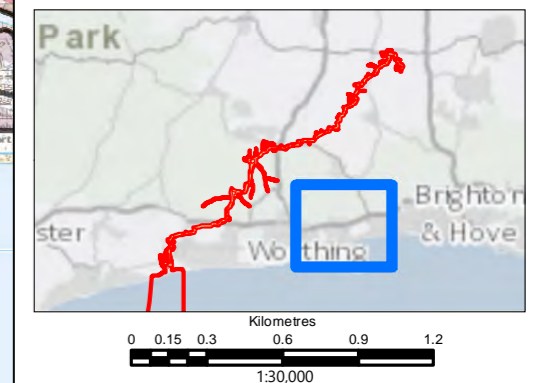 Park
Brighton
ster
& Hove
Worthing
Kilometres
0 0.15 0.3 0.6 0.9 1.2
1:30,000